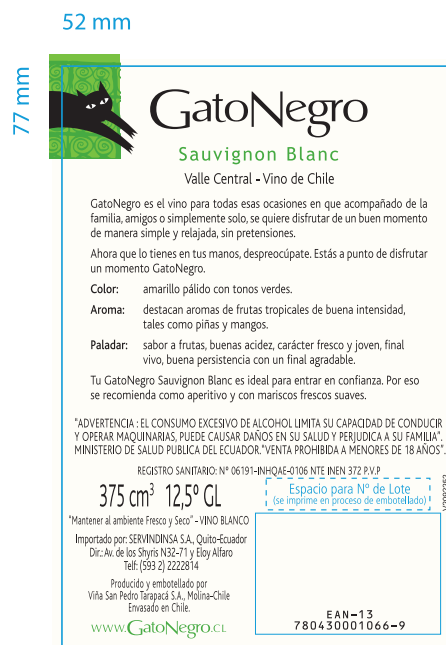 52 mm
77 mm
GatoNegro
Sauvignon Blanc
Valle Central - Vino de Chile
GatoNegro es el vino para todas esas ocasiones en que acompañado de la
familia, amigos o simplemente solo, se quiere disfrutar de un buen momento
de manera simple y relajada, sin pretensiones.
Ahora que lo tienes en tus manos, despreocúpate. Estás a punto de disfrutar
un momento GatoNegro.
Color: amarillo pálido con tonos verdes.
Aroma: destacan aromas de frutas tropicales de buena intensidad,
tales como piñas y mangos.
Paladar: sabor a frutas, buenas acidez, carácter fresco y joven, final
vivo, buena persistencia con un final agradable.
Tu GatoNegro Sauvignon Blanc es ideal para entrar en confianza. Por eso
se recomienda como aperitivo y con mariscos frescos suaves.
"ADVERTENCIA : EL CONSUMO EXCESIVO DE ALCOHOL LIMITA SU CAPACIDAD DE CONDUCIR
Y OPERAR MAQUINARIAS, PUEDE CAUSAR DAÑOS EN SU SALUD Y PERJUDICA A SU FAMILIA".
MINISTERIO DE SALUD PUBLICA DEL ECUADOR."VENTA PROHIBIDA A MENORES DE 18 AÑOS".
REGISTRO SANITARIO: Nº 06191-INHQAE-0106 NTE INEN 372 P.V.P
375 cm³ 12,5º GL
Espacio para Nº de Lote
(se imprime en proceso de embotellado)
"Mantener al ambiente Fresco y Seco" - VINO BLANCO
Importado por: SERVINDINSA S.A., Quito-Ecuador
Dir.: Av. de los Shyris N32-71 y Eloy Alfaro
Telf: (593 2) 2222814
Producido y embotellado por
Viña San Pedro Tarapacá S.A., Molina-Chile
Envasado en Chile.
www.GatoNegro.cl
EAN-13
780430001066-9